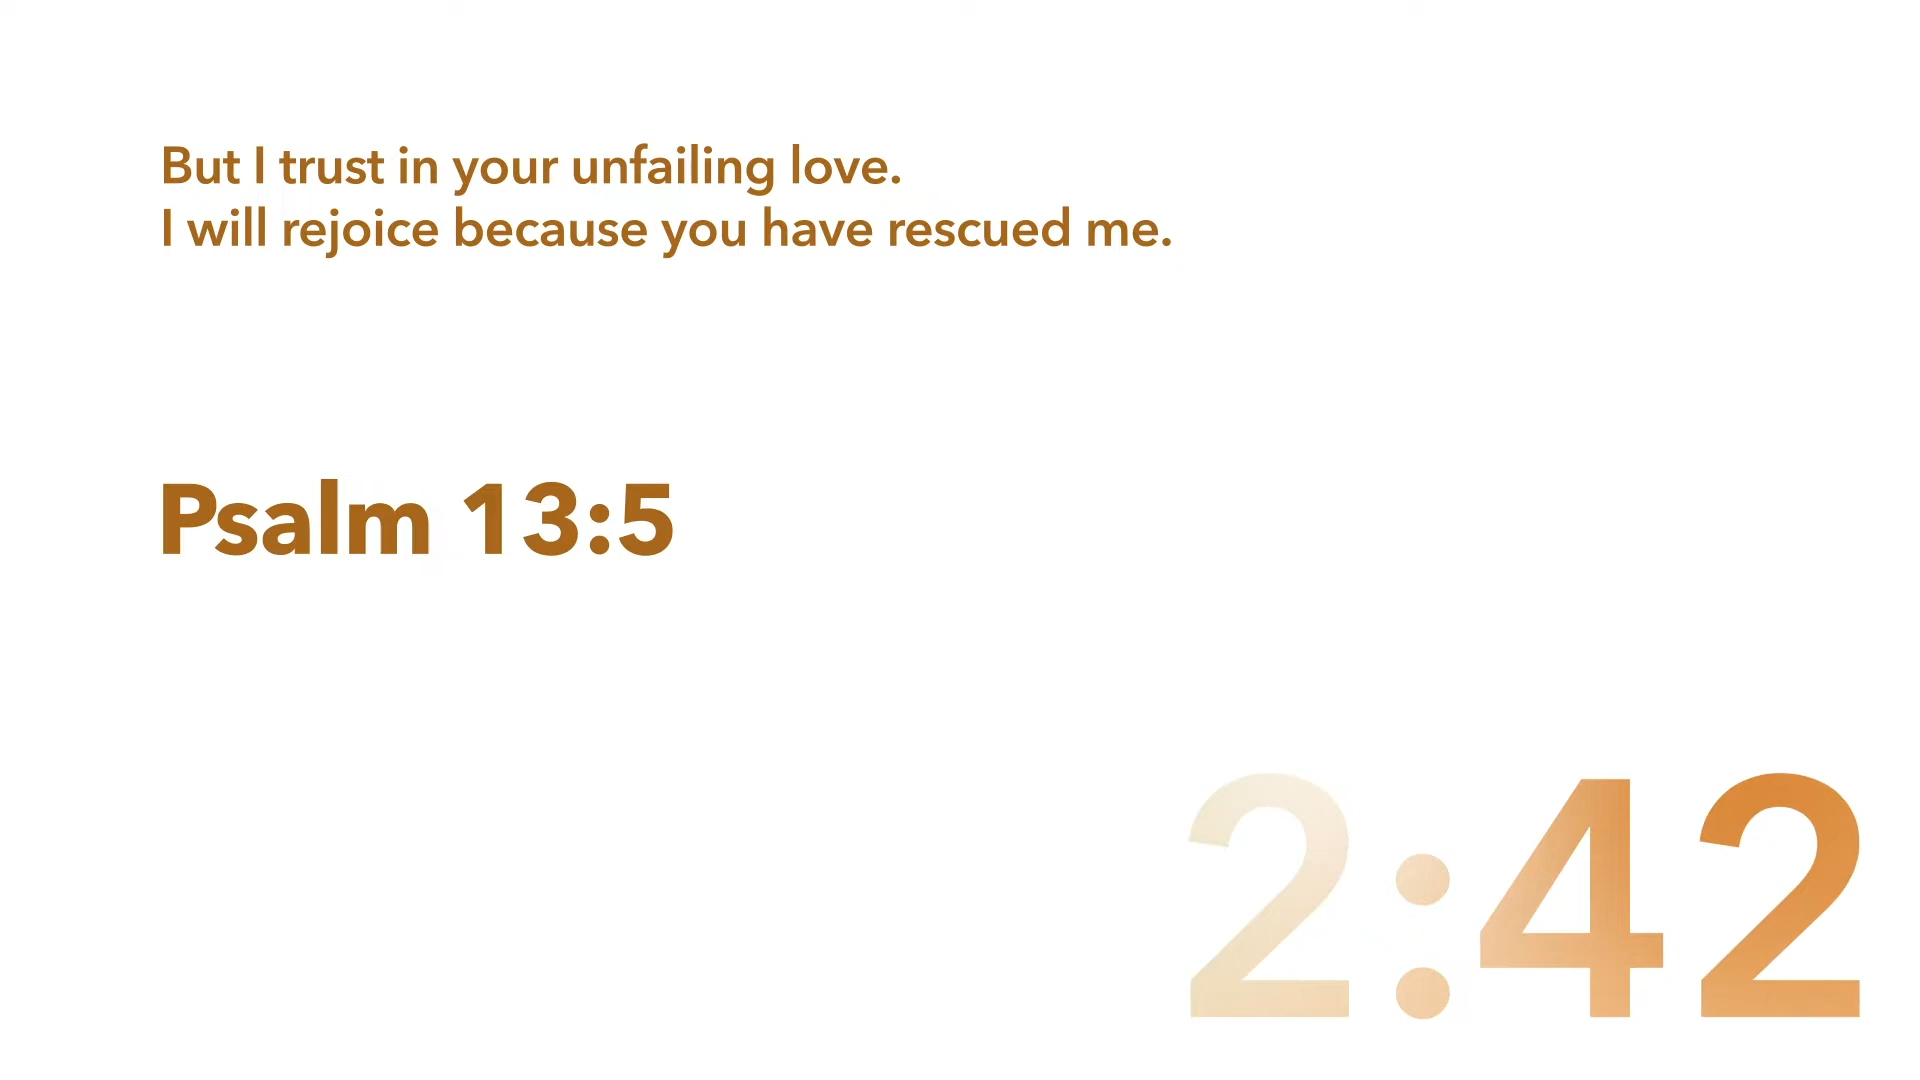 But I trust in your unfailing love.
I will rejoice because you have rescued me.
Psalm 13:5
2:42